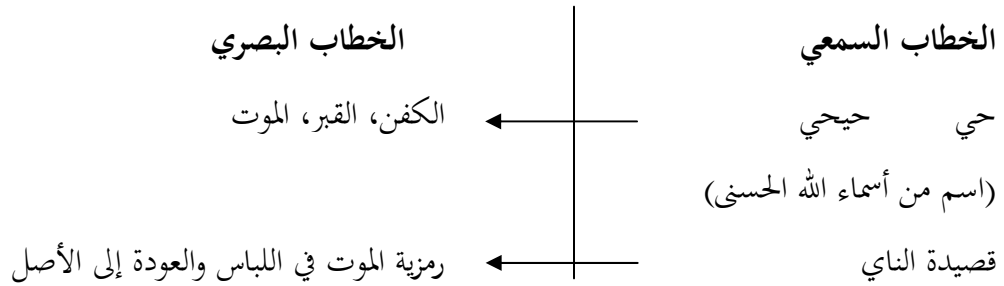 الخطاب السمعي الخطاب البصري
حي حيحي الكفن، القبر، الموت
(اسم من أسماء الله الحسنى)
قصيدة الناي رمزية الموت في اللباس والعودة إلى الأصل